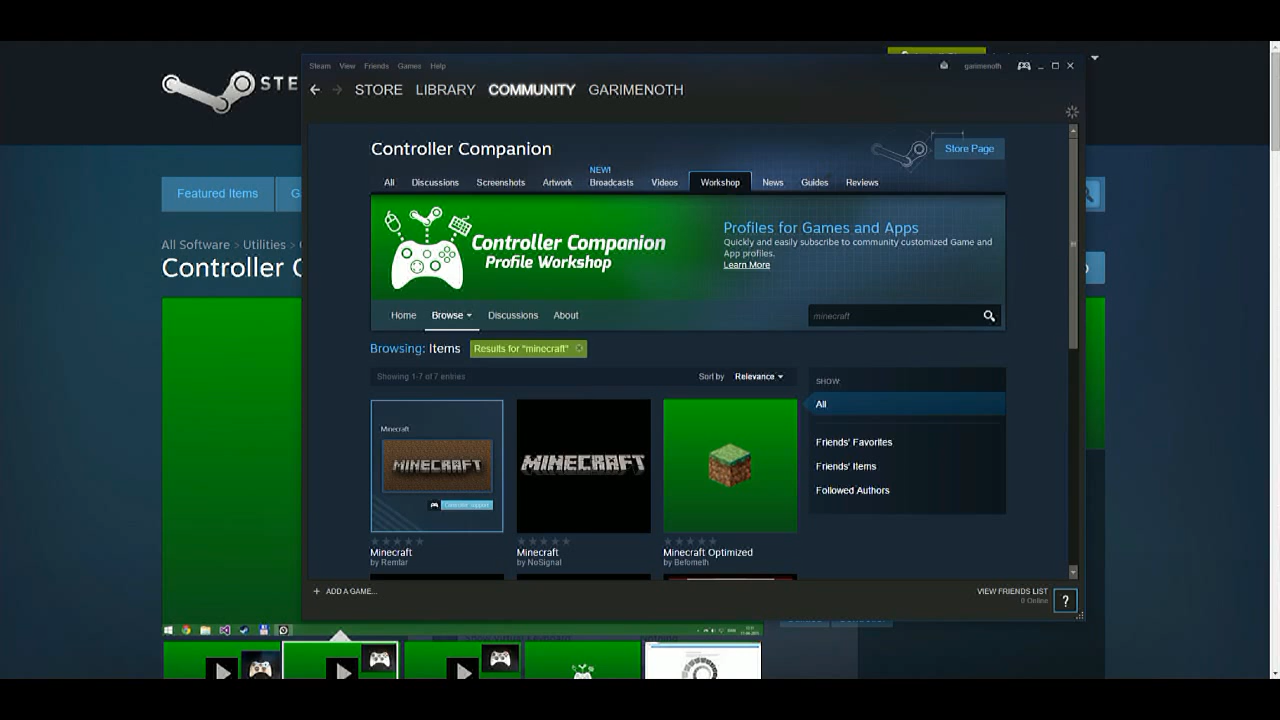 STE
Steam View Friends Games Help
garimenoth
STORE LIBRARY COMMUNITY GARIMENOTH
Controller Companion
Store Page
NEW!
All Discussions Screenshots Artwork Broadcasts Videos Workshop News Guides Reviews
Featured Items G
All Software > Utilities >
Controller C
Controller Companion
Profile Workshop
Profiles for Games and Apps
Quickly and easily subscribe to community customized Game and
App profiles.
Learn More
Home Browse Discussions About
minecraft
Browsing: Items Results for "minecraft"
Showing 1-7 of 7 entries
Sort by Relevance
SHOW
All
Friends' Favorites
Friends' Items
Followed Authors
Minecraft
MINECRAFT
Controller support
MINECRAFT
Minecraft
by Remtar
Minecraft
by NoSignal
Minecraft Optimized
by Befometh
+ ADD A GAME...
VIEW FRIENDS LIST
0 Online
?